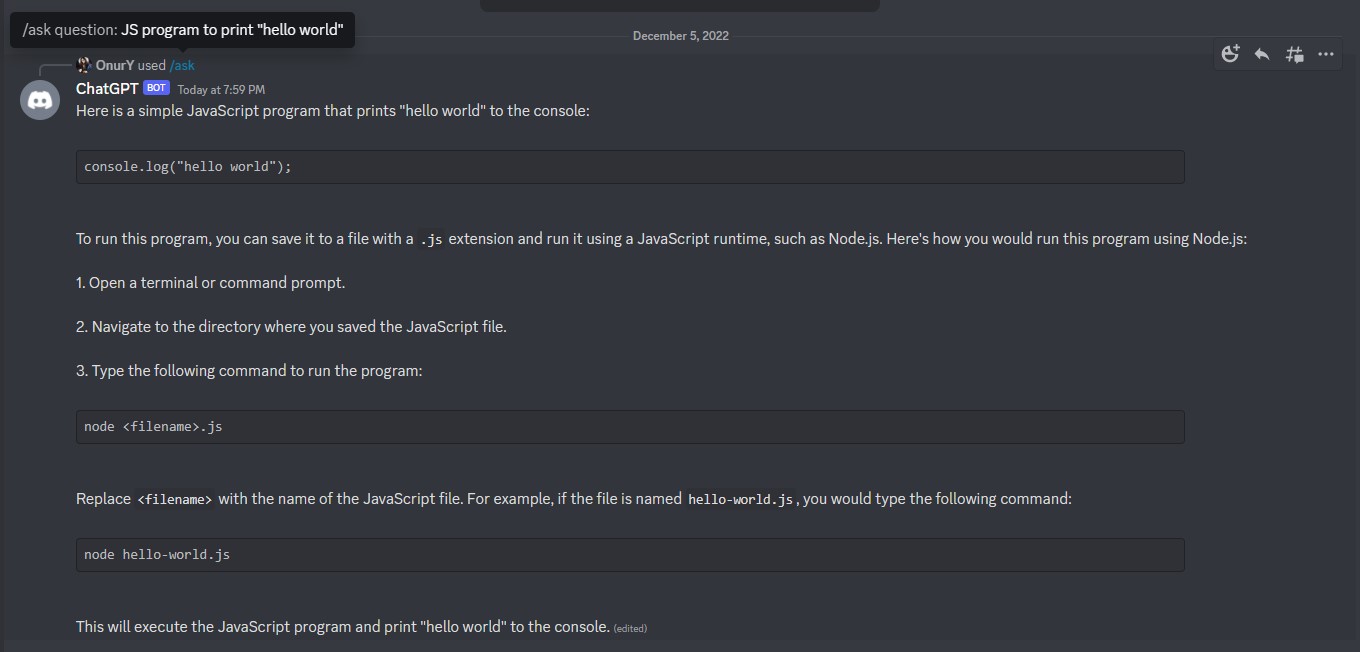 /ask question: JS program to print "hello world"
December 5, 2022
OnurY used /ask
ChatGPT BOT Today at 7:59 PM
Here is a simple JavaScript program that prints "hello world" to the console:
console.log("hello world");
To run this program, you can save it to a file with a .js extension and run it using a JavaScript runtime, such as Node.js. Here's how you would run this program using Node.js:
1. Open a terminal or command prompt.
2. Navigate to the directory where you saved the JavaScript file.
3. Type the following command to run the program:
node <filename>.js
Replace <filename> with the name of the JavaScript file. For example, if the file is named hello-world.js, you would type the following command:
node hello-world.js
This will execute the JavaScript program and print "hello world" to the console. (edited)